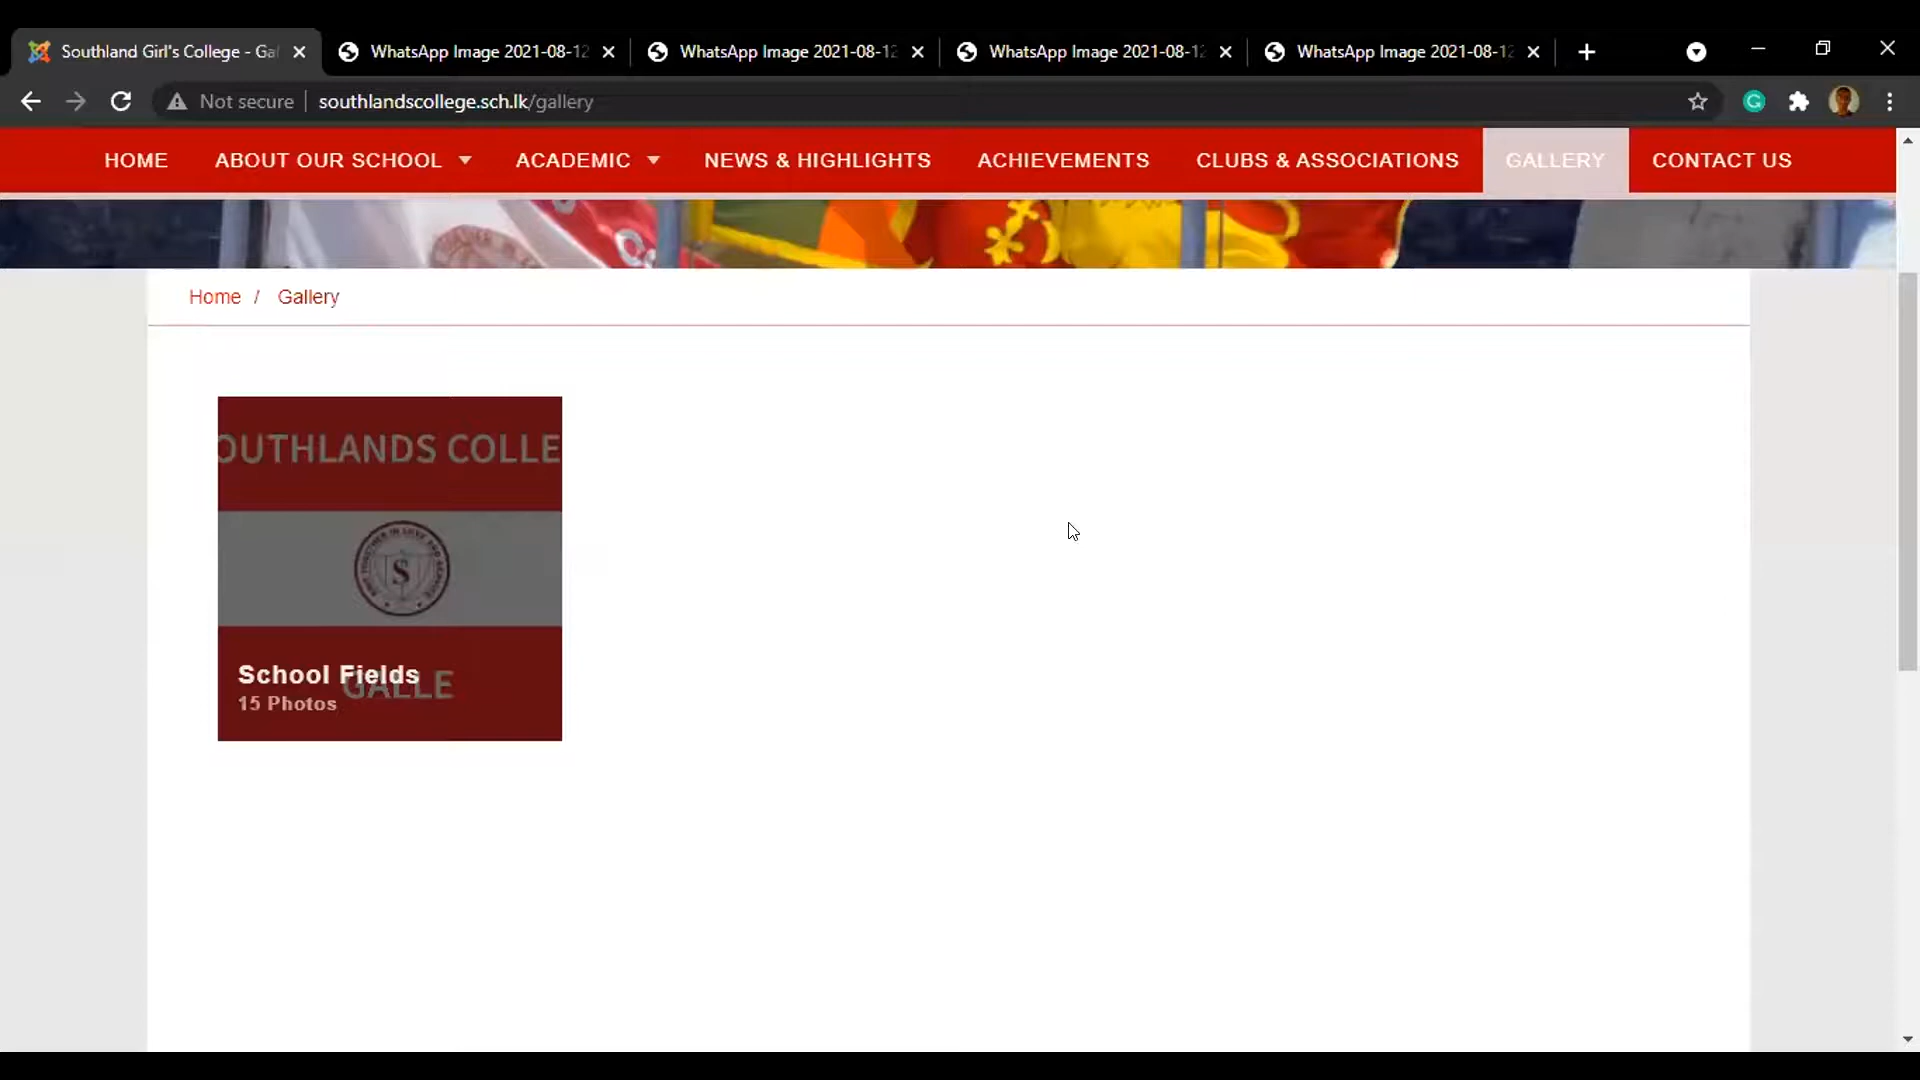 Southland Girl's College - Ga
WhatsApp Image 2021-08-12
WhatsApp Image 2021-08-12
WhatsApp Image 2021-08-12
WhatsApp Image 2021-08-12
Not secure
southlandscollege.sch.lk/gallery
HOME
ABOUT OUR SCHOOL
ACADEMIC
NEWS & HIGHLIGHTS
ACHIEVEMENTS
CLUBS & ASSOCIATIONS
GALLERY
CONTACT US
Home / Gallery
OUTHLANDS COLLE
S
School Fields
GALLE
15 Photos